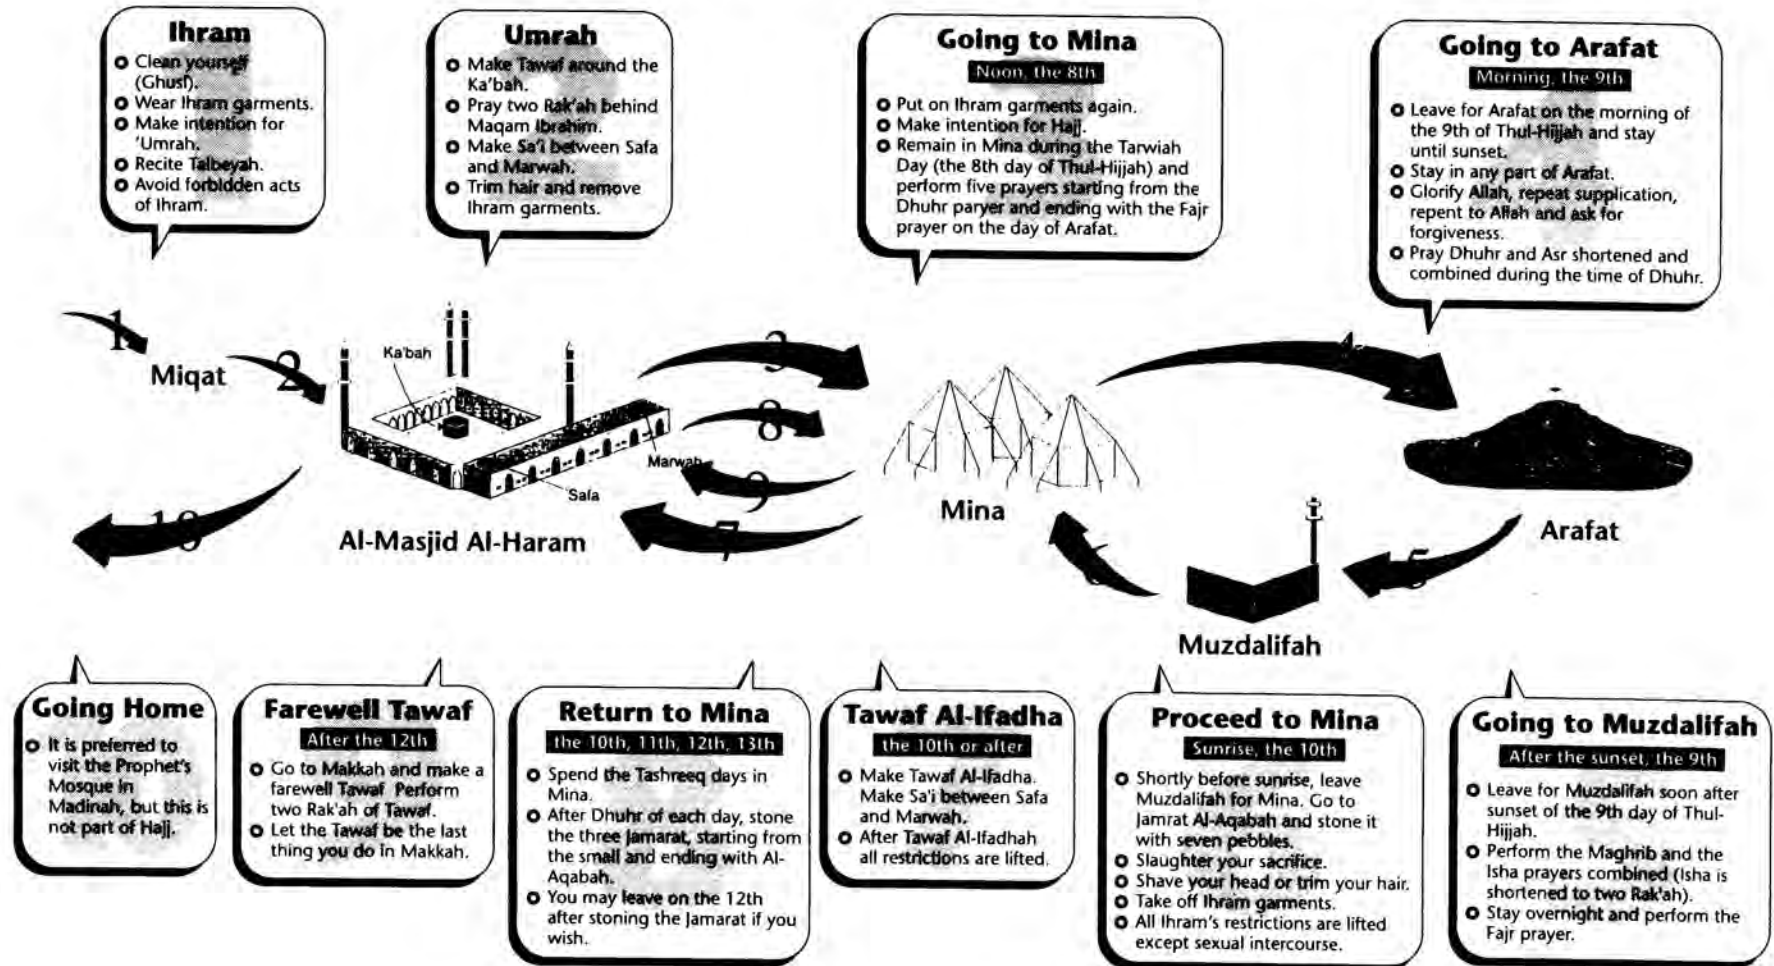 Ihram
Clean yourself
(Ghusl).
Wear Ihram garments.
Make intention for
'Umrah.
Recite Talbeyah.
Avoid forbidden acts
of Ihram.
Umrah
Make Tawaf around the
Ka'bah.
Pray two Rak'ah behind
Maqam Ibrahim.
Make Sa'i between Safa
and Marwah.
Trim hair and remove
Ihram garments.
Going to Mina
Noon, the 8th
Put on Ihram garments again.
Make intention for Hajj.
Remain in Mina during the Tarwiah
Day (the 8th day of Thul-Hijjah) and
perform five prayers starting from the
Dhuhr paryer and ending with the Fajr
prayer on the day of Arafat.
Going to Arafat
Morning, the 9th
Leave for Arafat on the morning of
the 9th of Thul-Hijjah and stay
until sunset.
Stay in any part of Arafat.
Glorify Allah, repeat supplication,
repent to Allah and ask for
forgiveness.
Pray Dhuhr and Asr shortened and
combined during the time of Dhuhr.
1
Miqat
2
Ka'bah
Marwah
Safa
Al-Masjid Al-Haram
3
8
9
7
10
Mina
4
Arafat
5
Muzdalifah
Going Home
It is preferred to
visit the Prophet's
Mosque in
Madinah, but this is
not part of Hajj.
Farewell Tawaf
After the 12th
Go to Makkah and make a
farewell Tawaf Perform
two Rak'ah of Tawaf.
Let the Tawaf be the last
thing you do in Makkah.
Return to Mina
the 10th, 11th, 12th, 13th
Spend the Tashreeq days in
Mina.
After Dhuhr of each day, stone
the three Jamarat, starting from
the small and ending with Al-
Aqabah.
You may leave on the 12th
after stoning the Jamarat if you
wish.
Tawaf Al-Ifadha
the 10th or after
Make Tawaf Al-Ifadha.
Make Sa'i between Safa
and Marwah.
After Tawaf Al-Ifadhah
all restrictions are lifted.
Proceed to Mina
Sunrise, the 10th
Shortly before sunrise, leave
Muzdalifah for Mina. Go to
Jamrat Al-Aqabah and stone it
with seven pebbles.
Slaughter your sacrifice.
Shave your head or trim your hair.
Take off Ihram garments.
All Ihram's restrictions are lifted
except sexual intercourse.
Going to Muzdalifah
After the sunset, the 9th
Leave for Muzdalifah soon after
sunset of the 9th day of Thul-
Hijjah.
Perform the Maghrib and the
Isha prayers combined (Isha is
shortened to two Rak'ah).
Stay overnight and perform the
Fajr prayer.